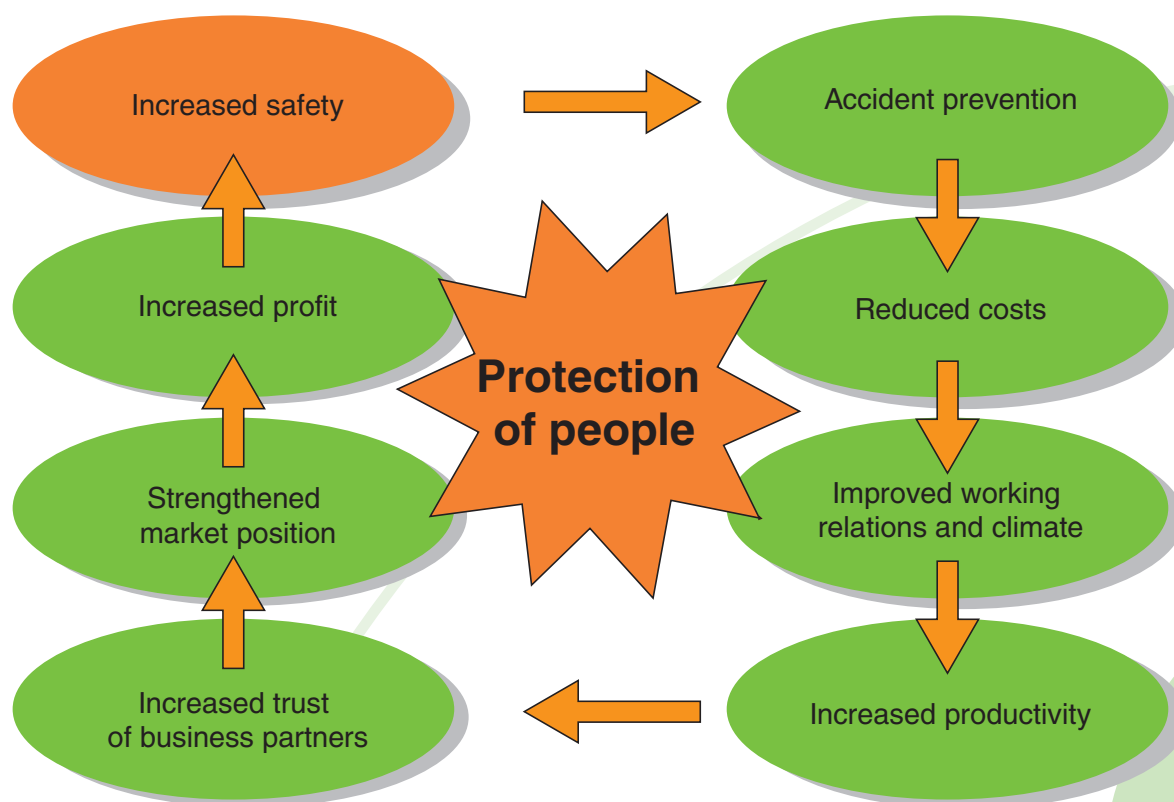 Increased safety
Accident prevention
Increased profit
Reduced costs
Protection
of people
Strengthened
market position
Improved working
relations and climate
Increased trust
of business partners
Increased productivity